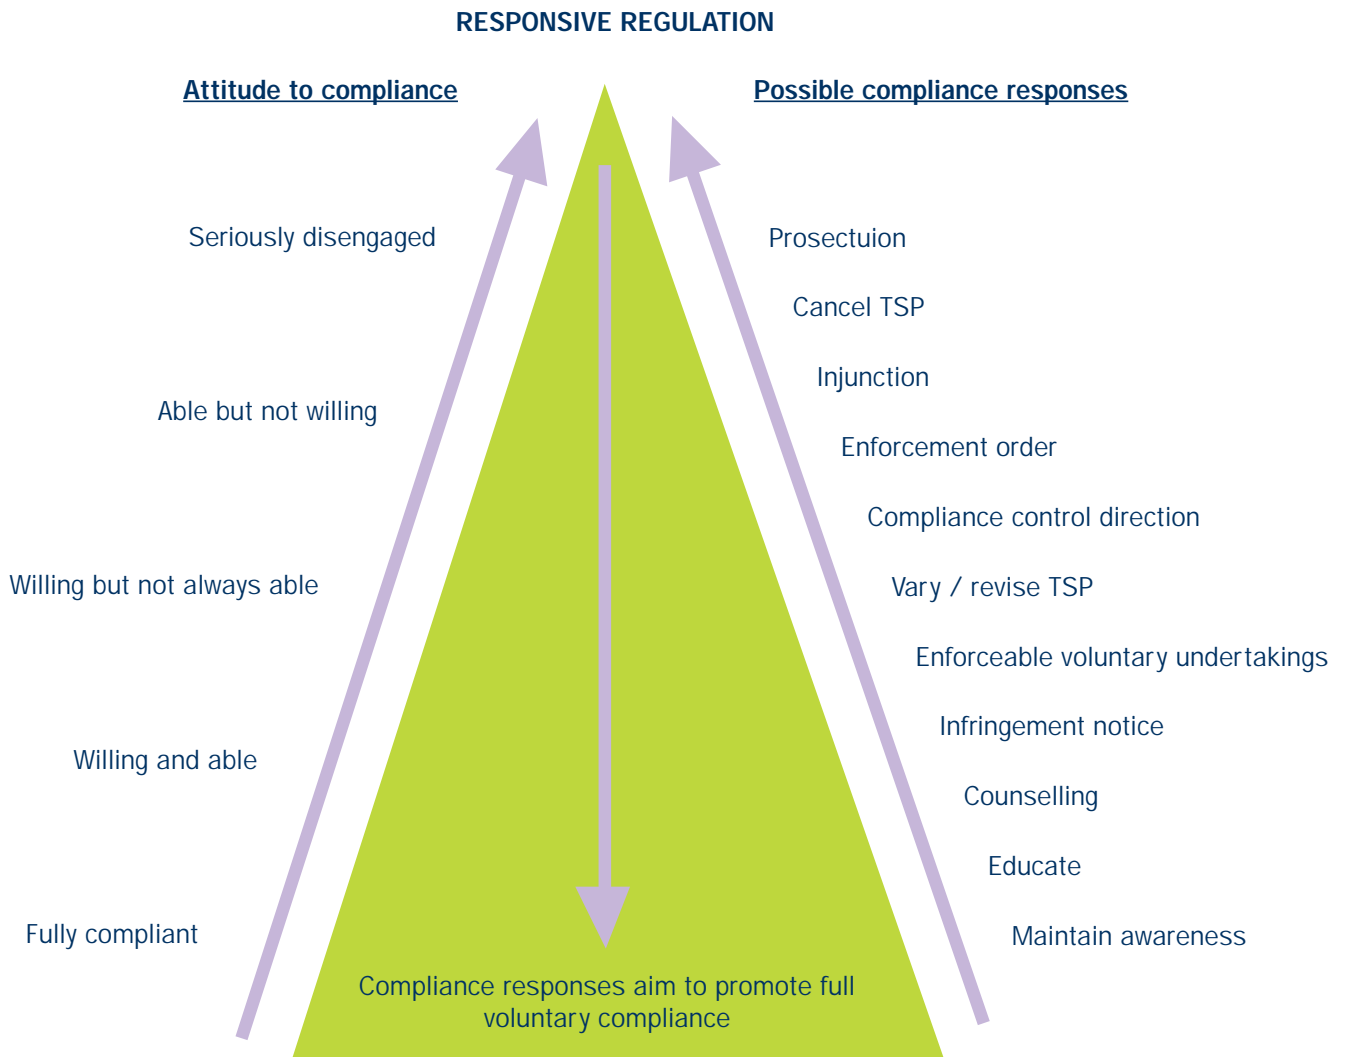 RESPONSIVE REGULATION
Attitude to compliance
Possible compliance responses
Seriously disengaged
Able but not willing
Willing but not always able
Willing and able
Fully compliant
Prosectuion
Cancel TSP
Injunction
Enforcement order
Compliance control direction
Vary / revise TSP
Enforceable voluntary undertakings
Infringement notice
Counselling
Educate
Maintain awareness
Compliance responses aim to promote full
voluntary compliance